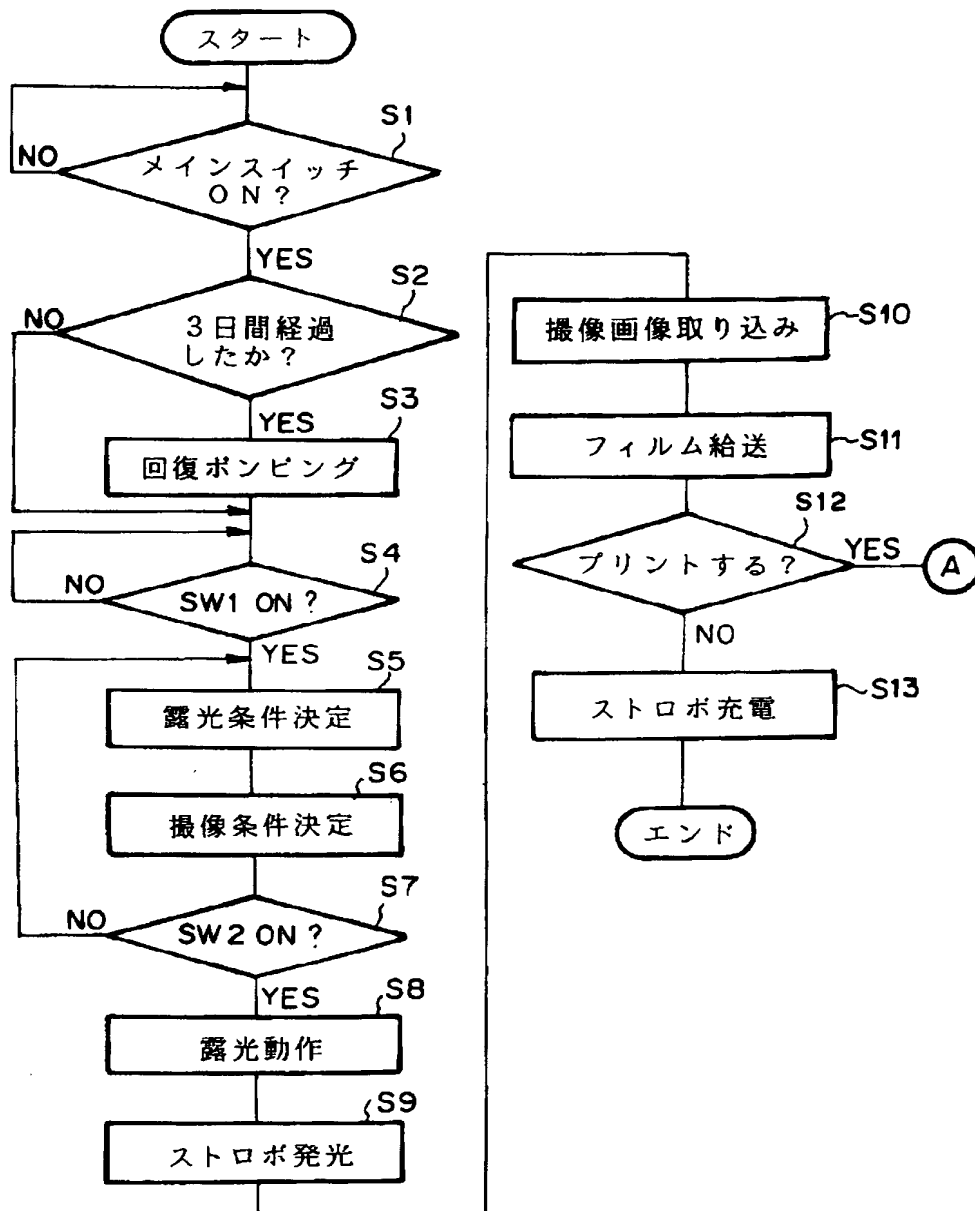 スタート
S1
NO
メインスイッチ
ON?
YES
S2
NO
3日間経過
したか?
YES
S3
回復ポンピング
S4
NO
SW1 ON?
YES
S5
露光条件決定
S6
撮像条件決定
S7
NO
SW2 ON?
YES
S8
露光動作
S9
ストロボ発光
S10
撮像画像取り込み
S11
フィルム給送
S12
プリントする?
YES
A
NO
S13
ストロボ充電
エンド